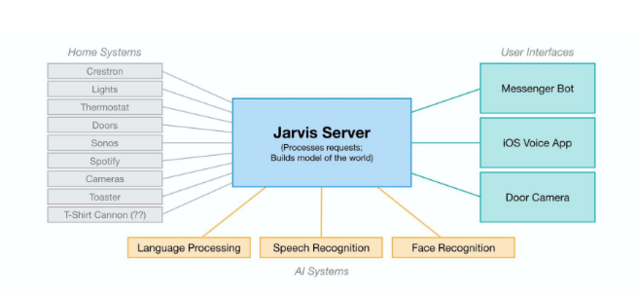 Home Systems
Crestron
Lights
Thermostat
Doors
Sonos
Spotify
Cameras
Toaster
T-Shirt Cannon (??)
Jarvis Server
(Processes requests;
Builds model of the world)
User Interfaces
Messenger Bot
iOS Voice App
Door Camera
Language Processing
Speech Recognition
Face Recognition
AI Systems